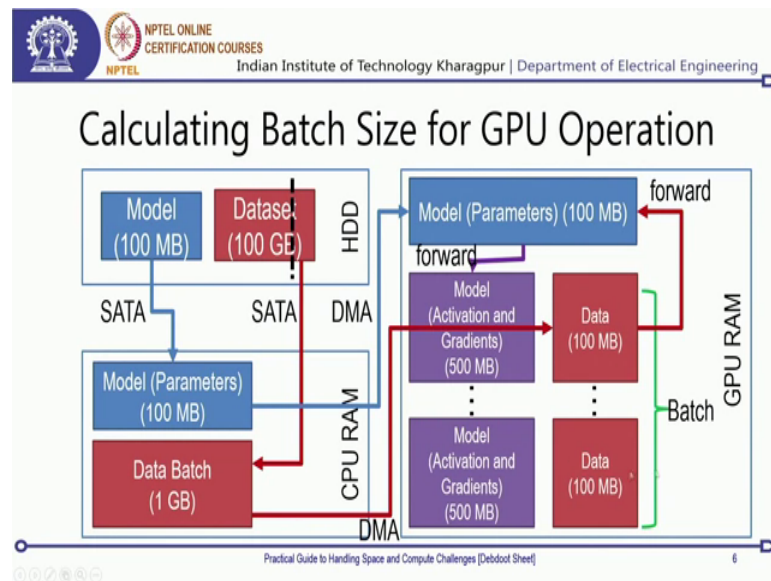 NPTEL ONLINE
CERTIFICATION COURSES
NPTEL
Indian Institute of Technology Kharagpur | Department of Electrical Engineering
Calculating Batch Size for GPU Operation
Model
(100 MB)
Dataset
(100 GB)
HDD
SATA
SATA
DMA
Model (Parameters)
(100 MB)
Data Batch
(1 GB)
CPU RAM
DMA
Model (Parameters) (100 MB)
forward
forward
Model
(Activation and
Gradients)
(500 MB)
Data
(100 MB)
Model
(Activation and
Gradients)
(500 MB)
Data
(100 MB)
Batch
GPU RAM
Practical Guide to Handling Space and Compute Challenges [Debdoot Sheet]
6